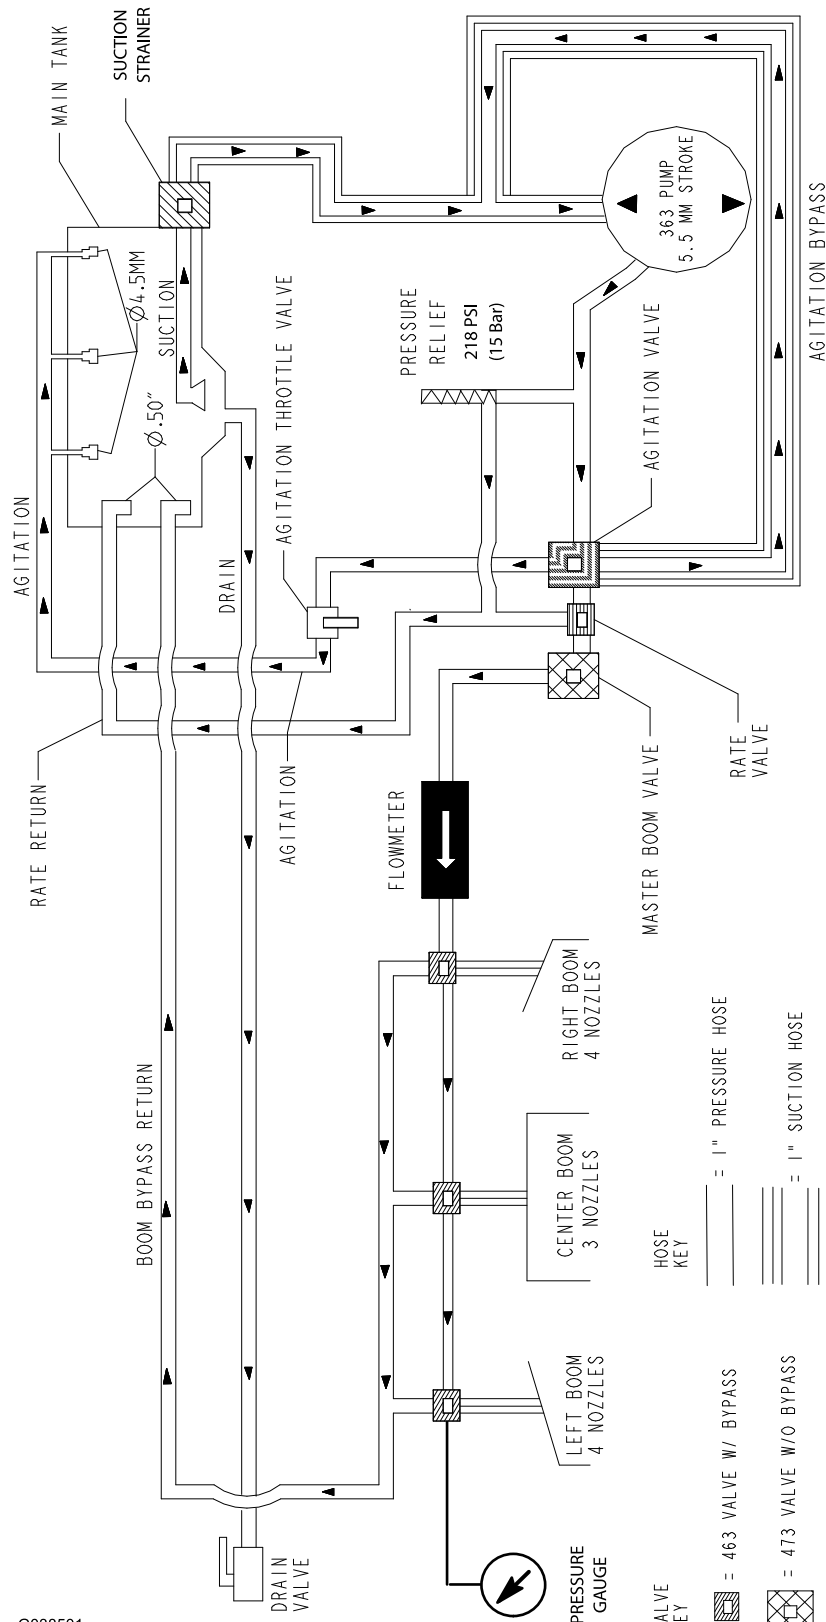 MAIN TANK
SUCTION
STRAINER
AGITATION
Ø4.5MM
SUCTION
Ø.50"
DRAIN
AGITATION THROTTLE VALVE
PRESSURE
RELIEF
218 PSI
(15 Bar)
363 PUMP
5.5 MM STROKE
AGITATION VALVE
AGITATION BYPASS
RATE RETURN
AGITATION
FLOWMETER
MASTER BOOM VALVE
RATE
VALVE
BOOM BYPASS RETURN
RIGHT BOOM
4 NOZZLES
CENTER BOOM
3 NOZZLES
LEFT BOOM
4 NOZZLES
DRAIN
VALVE
PRESSURE
GAUGE
HOSE
KEY
= 1" PRESSURE HOSE
= 1" SUCTION HOSE
= 463 VALVE W/ BYPASS
= 473 VALVE W/O BYPASS